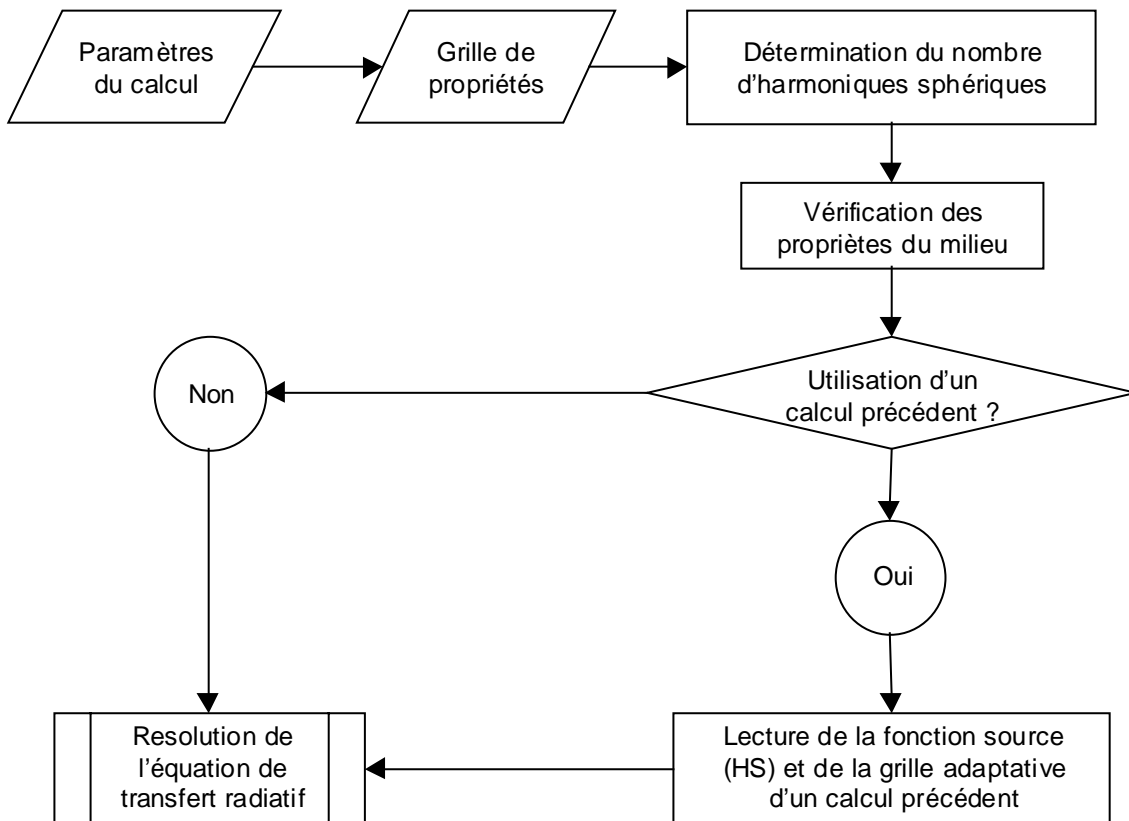 Paramètres
du calcul
Grille de
propriétés
Détermination du nombre
d'harmoniques sphériques
Vérification des
propriètes du milieu
Utilisation d’un
calcul précédent ?
Non
Oui
Resolution de
l’équation de
transfert radiatif
Lecture de la fonction source
(HS) et de la grille adaptative
d’un calcul précédent